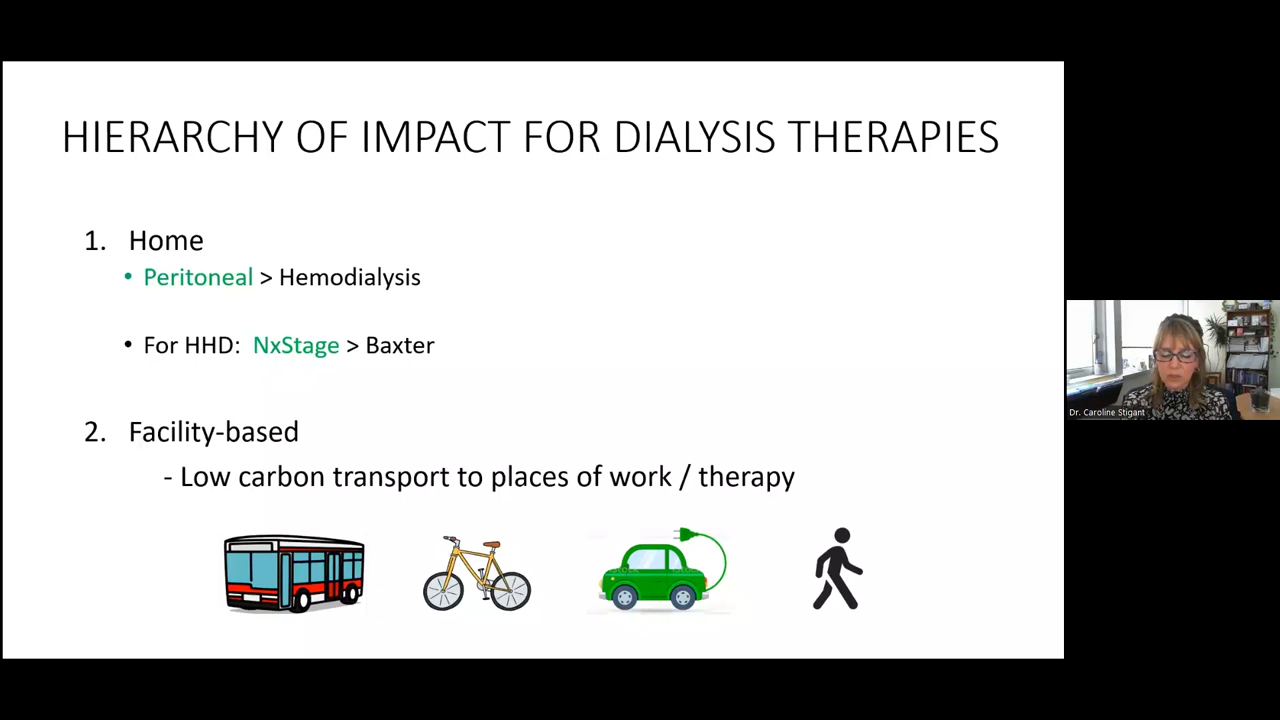 HIERARCHY OF IMPACT FOR DIALYSIS THERAPIES
1. Home
• Peritoneal > Hemodialysis
• For HHD: NxStage > Baxter
2. Facility-based
- Low carbon transport to places of work / therapy
Dr. Caroline Stigant